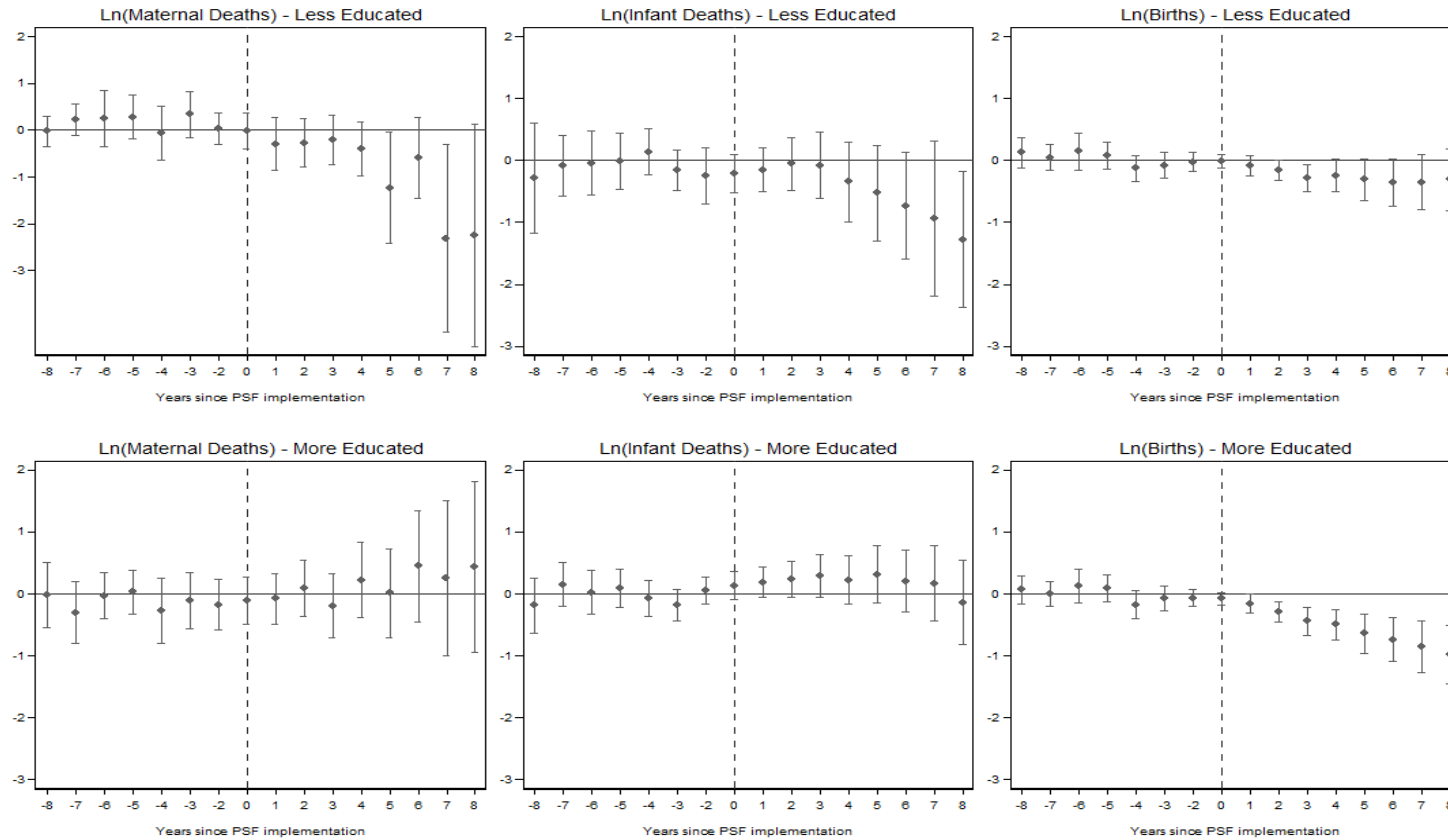 Ln(Maternal Deaths) - Less Educated
2
1
0
-1
-2
-3
-8 -7 -6 -5 -4 -3 -2 0 1 2 3 4 5 6 7 8
Years since PSF implementation
Ln(Infant Deaths) - Less Educated
2
1
0
-1
-2
-3
-8 -7 -6 -5 -4 -3 -2 0 1 2 3 4 5 6 7 8
Years since PSF implementation
Ln(Births) - Less Educated
2
1
0
-1
-2
-3
-8 -7 -6 -5 -4 -3 -2 0 1 2 3 4 5 6 7 8
Years since PSF implementation
Ln(Maternal Deaths) - More Educated
2
1
0
-1
-2
-3
-8 -7 -6 -5 -4 -3 -2 0 1 2 3 4 5 6 7 8
Years since PSF implementation
Ln(Infant Deaths) - More Educated
2
1
0
-1
-2
-3
-8 -7 -6 -5 -4 -3 -2 0 1 2 3 4 5 6 7 8
Years since PSF implementation
Ln(Births) - More Educated
2
1
0
-1
-2
-3
-8 -7 -6 -5 -4 -3 -2 0 1 2 3 4 5 6 7 8
Years since PSF implementation